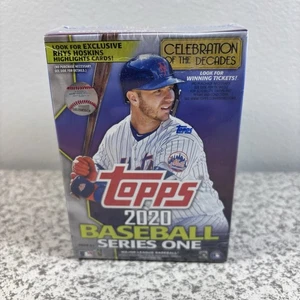 LOOK FOR EXCLUSIVE
RHYS HOSKINS
HIGHLIGHTS CARDS!
CELEBRATION
OF THE DECADES
LOOK FOR
WINNING TICKETS!
Topps
Mets
topps
2020
BASEBALL
SERIES ONE